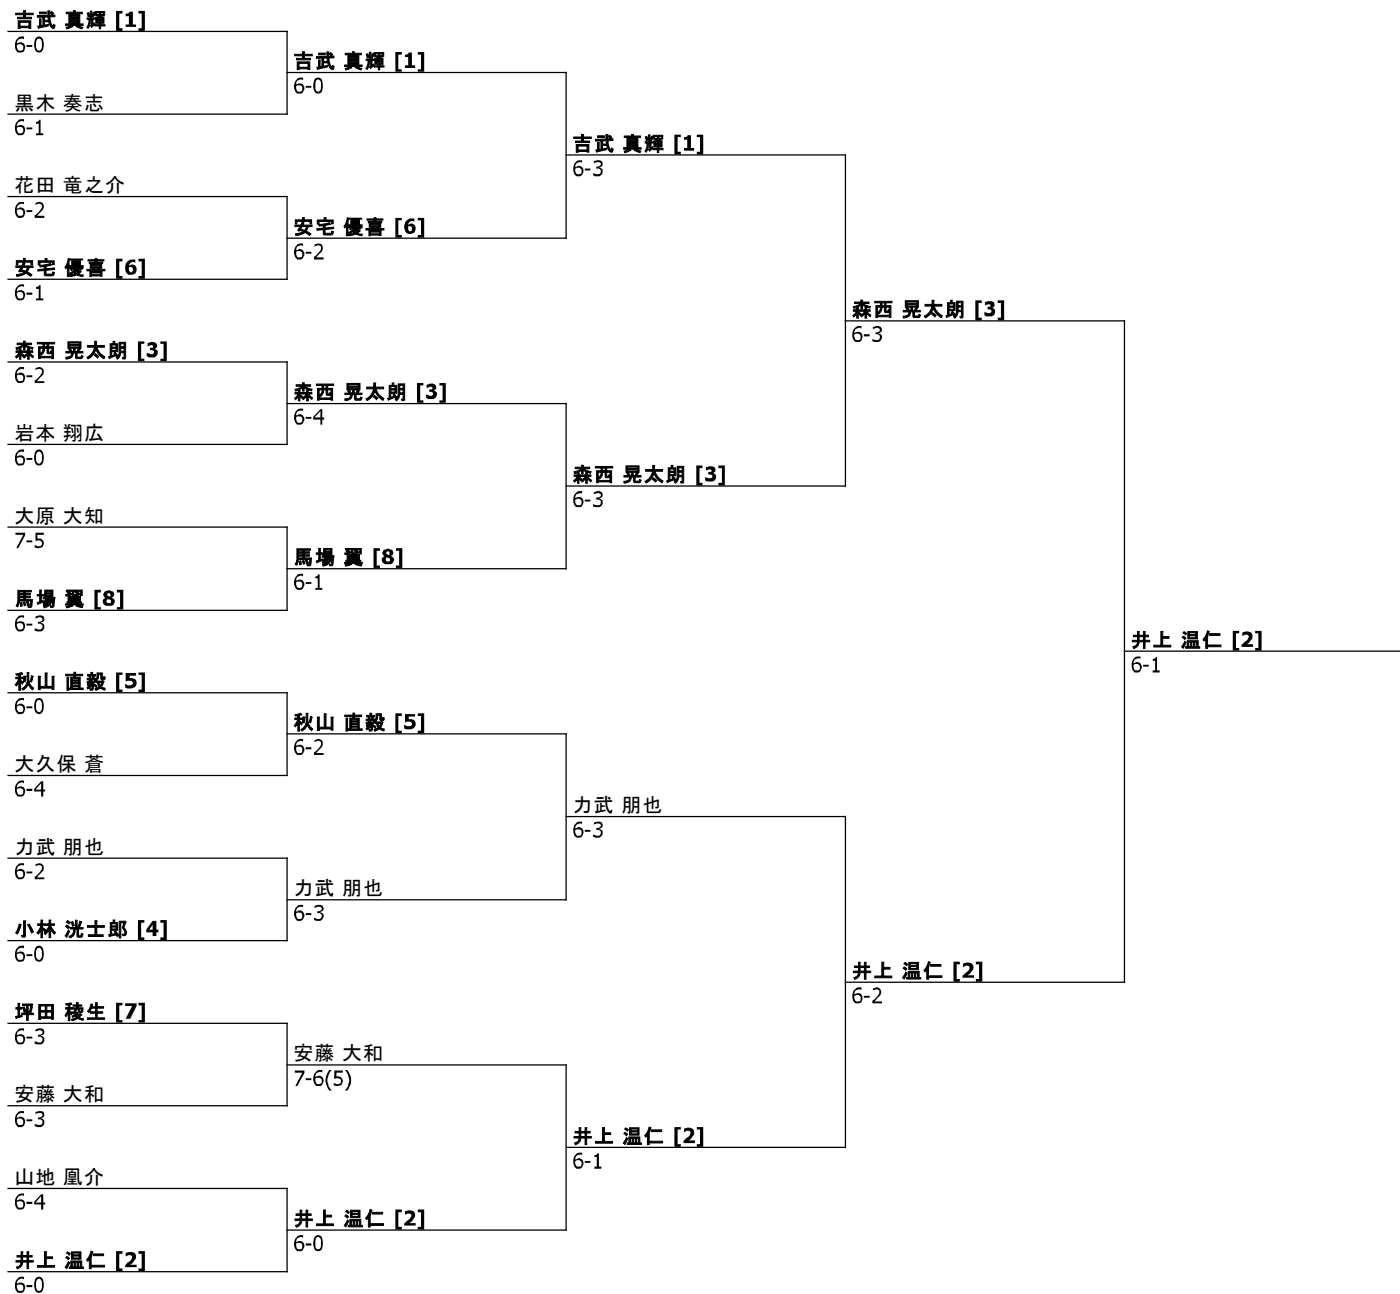 吉武 真輝 [1]
6-0
黒木 奏志
6-1
花田 竜之介
6-2
安宅 優喜 [6]
6-1
森西 晃太朗 [3]
6-2
岩本 翔広
6-0
大原 大知
7-5
馬場 翼 [8]
6-3
秋山 直毅 [5]
6-0
大久保 蒼
6-4
力武 朋也
6-2
小林 洸士郎 [4]
6-0
坪田 稜生 [7]
6-3
安藤 大和
6-3
山地 凰介
6-4
井上 温仁 [2]
6-0
吉武 真輝 [1]
6-0
安宅 優喜 [6]
6-2
森西 晃太朗 [3]
6-4
馬場 翼 [8]
6-1
秋山 直毅 [5]
6-2
力武 朋也
6-3
安藤 大和
7-6(5)
井上 温仁 [2]
6-0
吉武 真輝 [1]
6-3
森西 晃太朗 [3]
6-3
力武 朋也
6-3
井上 温仁 [2]
6-1
森西 晃太朗 [3]
6-3
井上 温仁 [2]
6-2
井上 温仁 [2]
6-1